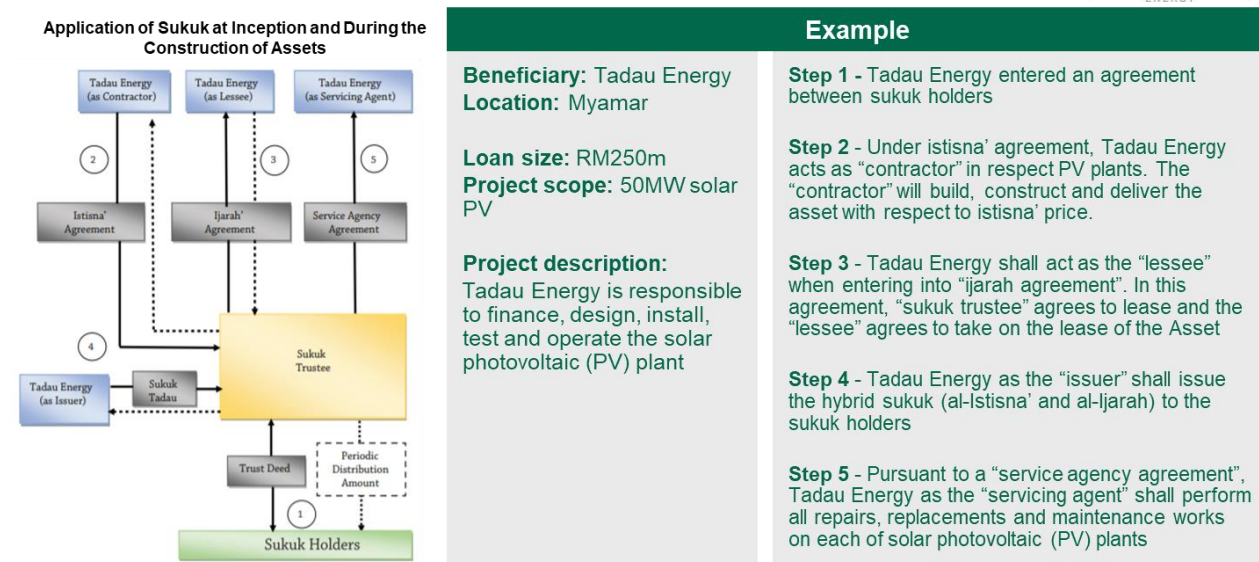 ENERGY
Application of Sukuk at Inception and During the
Construction of Assets
Tadau Energy
(as Contractor)
Tadau Energy
(as Lessee)
Tadau Energy
(as Servicing Agent)
2
3
5
Istisna'
Agreement
Ijarah'
Agreement
Service Agency
Agreement
4
Sukuk
Trustee
Tadau Energy
(as Issuer)
Sukuk
Tadau
Trust Deed
Periodic
Distribution
Amount
1
Sukuk Holders
Example
Beneficiary: Tadau Energy
Location: Myamar
Loan size: RM250m
Project scope: 50MW solar
PV
Project description:
Tadau Energy is responsible
to finance, design, install,
test and operate the solar
photovoltaic (PV) plant
Step 1 - Tadau Energy entered an agreement
between sukuk holders
Step 2 - Under istisna' agreement, Tadau Energy
acts as “contractor” in respect PV plants. The
“contractor” will build, construct and deliver the
asset with respect to istisna' price.
Step 3 - Tadau Energy shall act as the “lessee”
when entering into “ijarah agreement”. In this
agreement, “sukuk trustee” agrees to lease and the
“lessee” agrees to take on the lease of the Asset
Step 4 - Tadau Energy as the “issuer” shall issue
the hybrid sukuk (al-Istisna' and al-Ijarah) to the
sukuk holders
Step 5 - Pursuant to a “service agency agreement”,
Tadau Energy as the “servicing agent” shall perform
all repairs, replacements and maintenance works
on each of solar photovoltaic (PV) plants